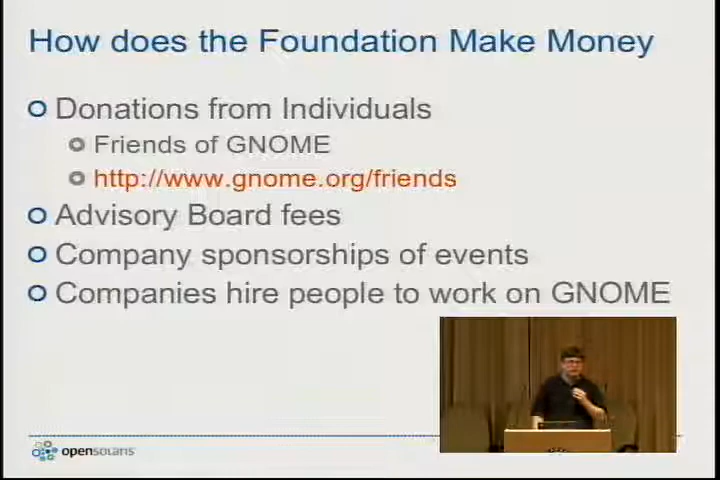 How does the Foundation Make Money
Donations from Individuals
Friends of GNOME
http://www.gnome.org/friends
Advisory Board fees
Company sponsorships of events
Companies hire people to work on GNOME
opensolaris